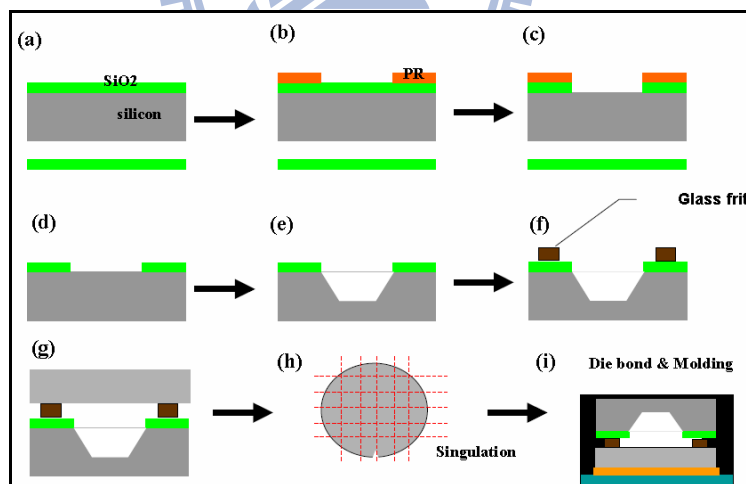 (a)
(b)
(c)
SiO2
PR
silicon
(d)
(e)
(f)
Glass frit
(g)
(h)
(i)
Die bond & Molding
Singulation